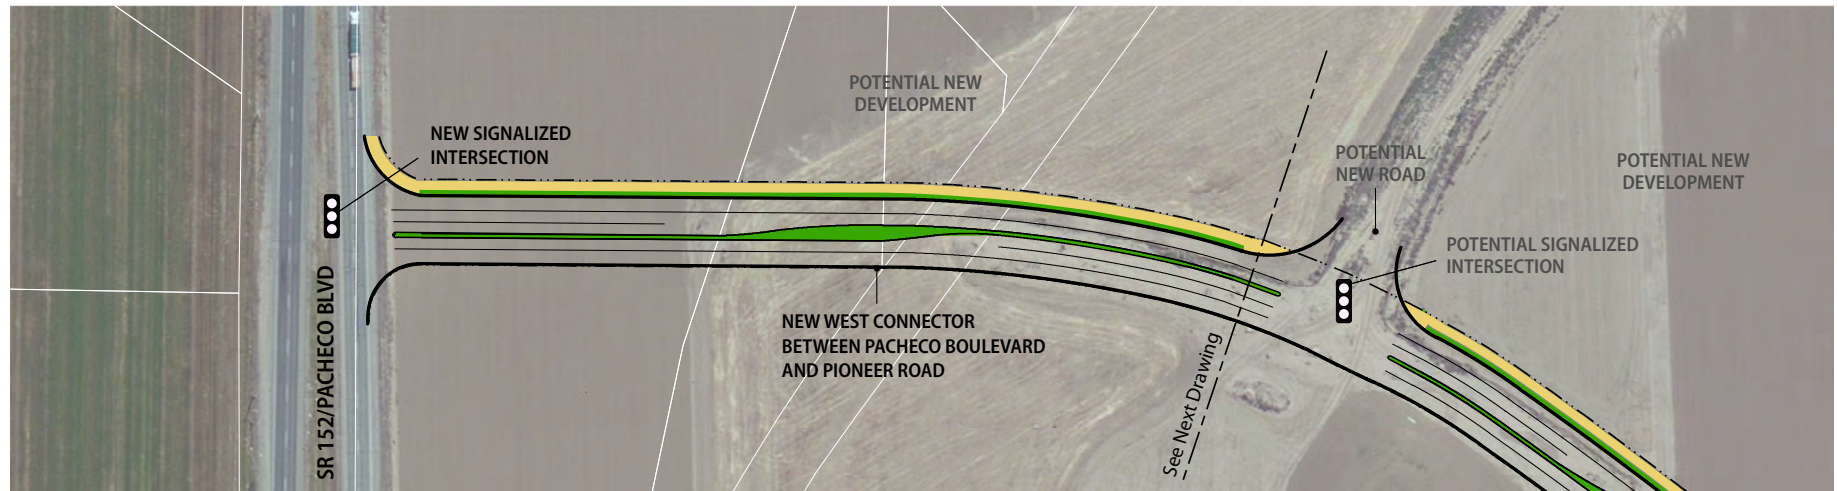 POTENTIAL NEW
DEVELOPMENT
NEW SIGNALIZED
INTERSECTION
POTENTIAL
NEW ROAD
POTENTIAL NEW
DEVELOPMENT
POTENTIAL SIGNALIZED
INTERSECTION
SR 152/PACHECO BLVD
NEW WEST CONNECTOR
BETWEEN PACHECO BOULEVARD
AND PIONEER ROAD
See Next Drawing